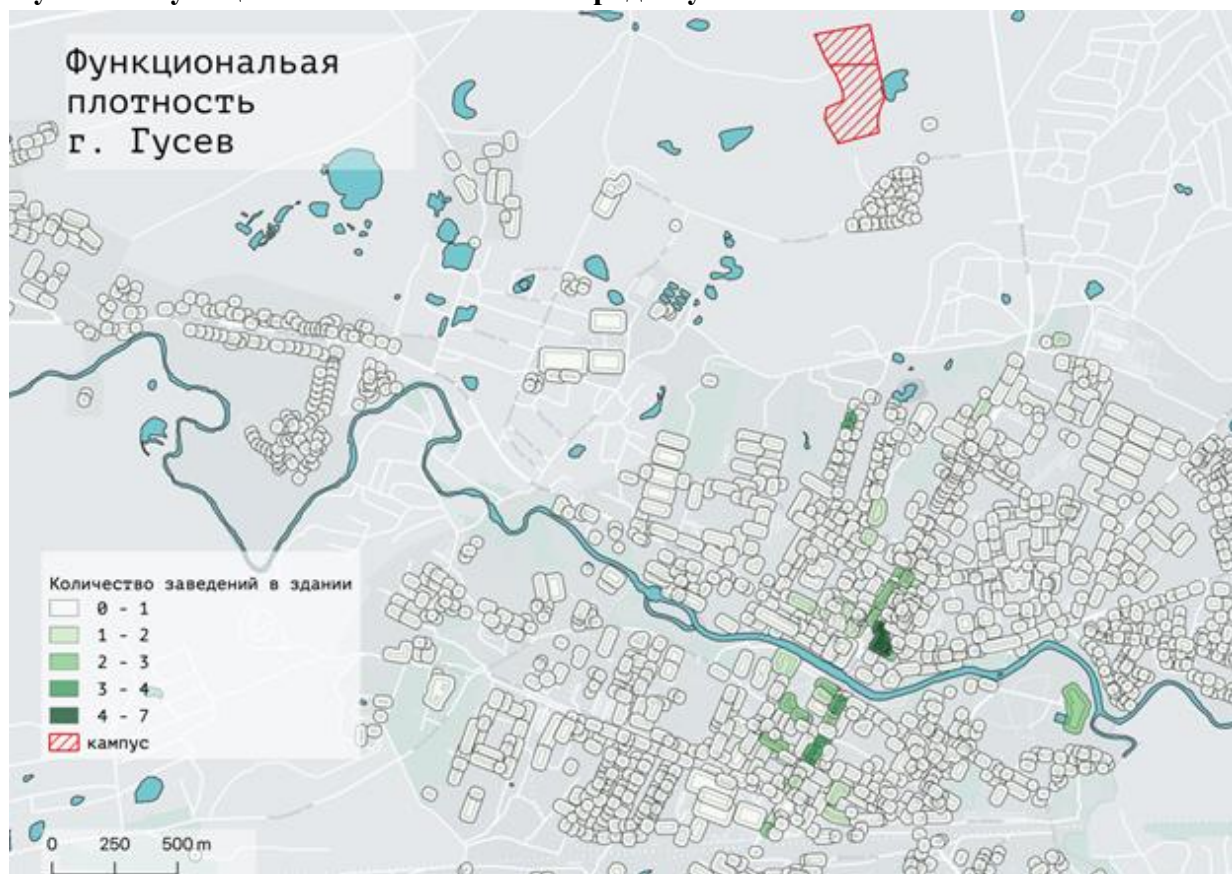 Функциональая
плотность
г. Гусев
Количество заведений в здании
0 - 1
1 - 2
2 - 3
3 - 4
4 - 7
кампус
0 250 500 m